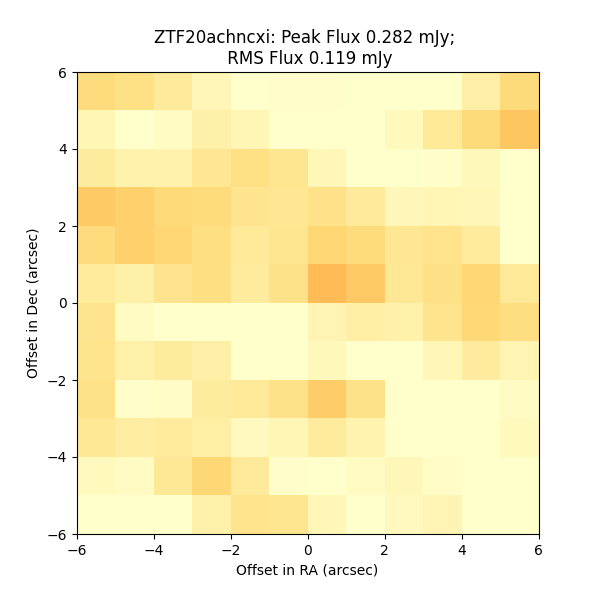 ZTF20achncxi: Peak Flux 0.282 mJy;
RMS Flux 0.119 mJy
6
4
2
0
−2
−4
−6
Offset in Dec (arcsec)
−6 −4 −2 0 2 4 6
Offset in RA (arcsec)